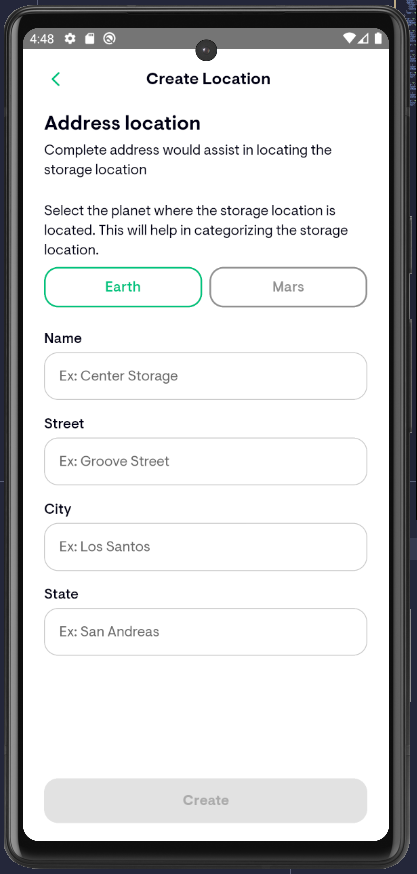 4:48
Create Location
Address location
Complete address would assist in locating the
storage location
Select the planet where the storage location is
located. This will help in categorizing the storage
location.
Earth
Mars
Name
Ex: Center Storage
Street
Ex: Groove Street
City
Ex: Los Santos
State
Ex: San Andreas
Create